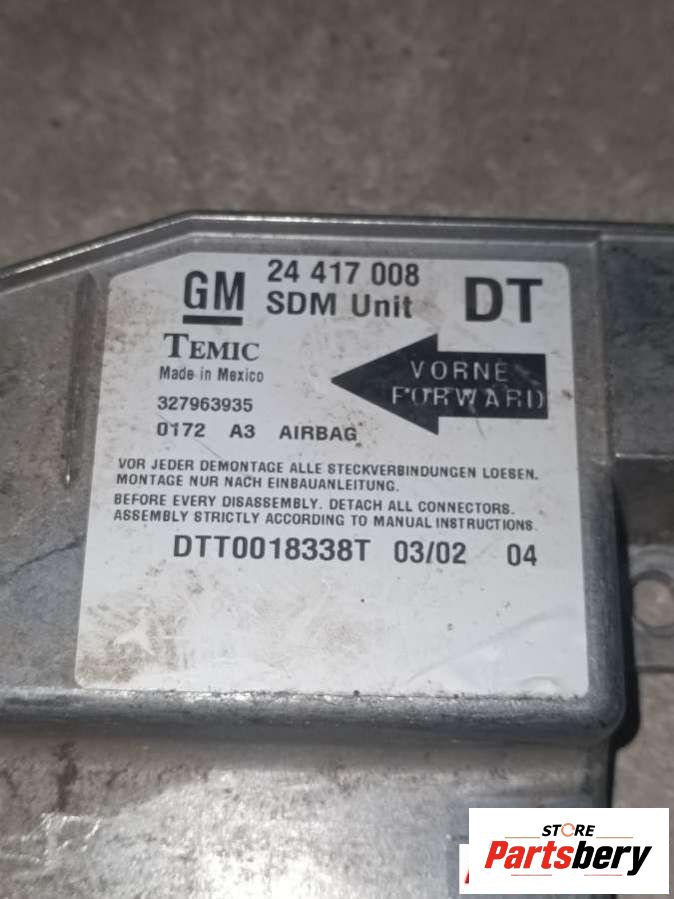 GM 24 417 008 DT
SDM Unit
TEMIC
Made in Mexico
VORNE
FORWARD
327963935
0172 A3 AIRBAG
VOR JEDER DEMONTAGE ALLE STECKVERBINDUNGEN LOESEN.
MONTAGE NUR NACH EINBAUANLEITUNG.
BEFORE EVERY DISASSEMBLY. DETACH ALL CONNECTORS.
ASSEMBLY STRICTLY ACCORDING TO MANUAL INSTRUCTIONS.
DTT0018338T 03/02 04
STORE
Partsbery